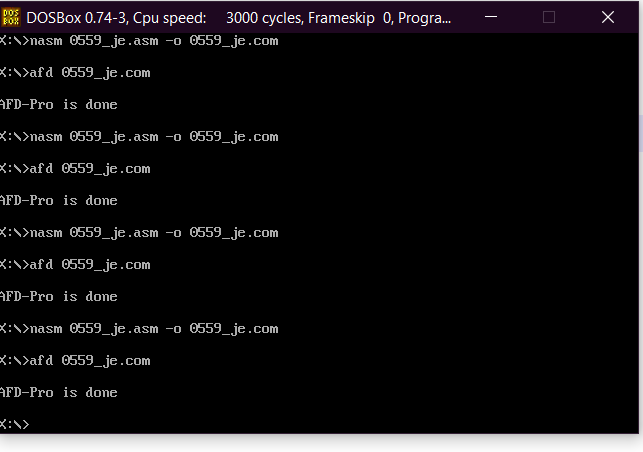 DOS
BOX
DOSBox 0.74-3, Cpu speed: 3000 cycles, Frameskip 0, Progra...
X:\>nasm 0559_je.asm -o 0559_je.com
X:\>afd 0559_je.com
AFD-Pro is done
X:\>nasm 0559_je.asm -o 0559_je.com
X:\>afd 0559_je.com
AFD-Pro is done
X:\>nasm 0559_je.asm -o 0559_je.com
X:\>afd 0559_je.com
AFD-Pro is done
X:\>nasm 0559_je.asm -o 0559_je.com
X:\>afd 0559_je.com
AFD-Pro is done
X:\>